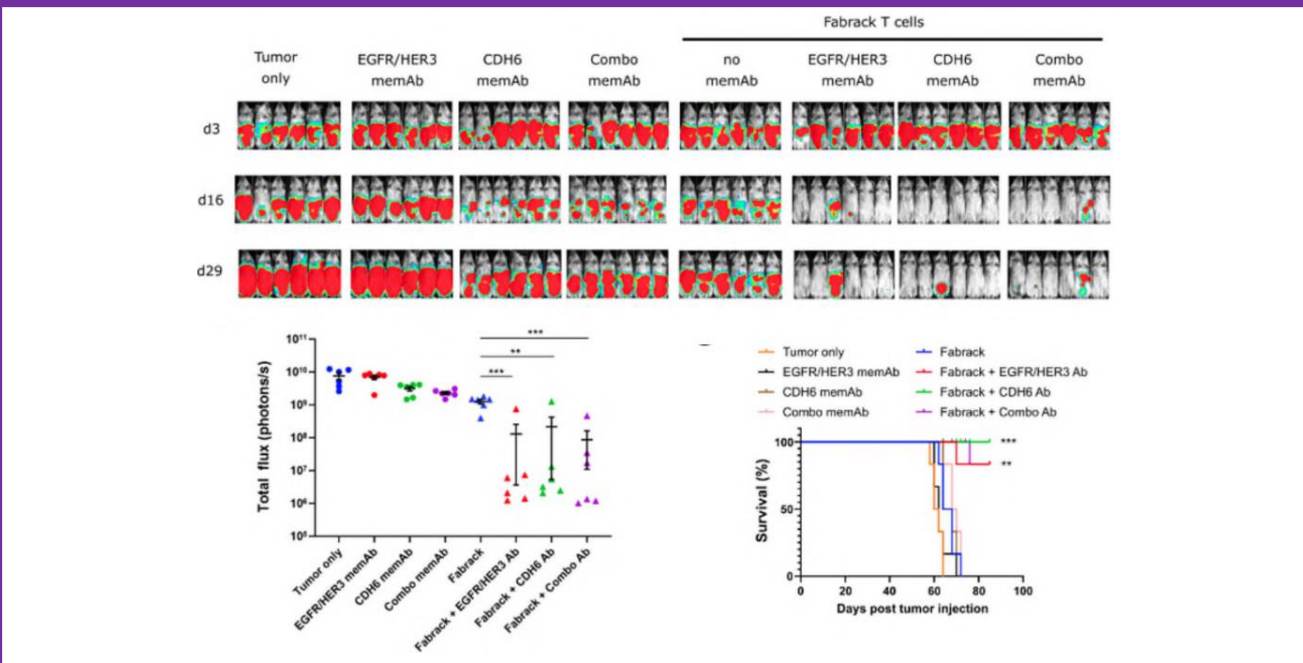 Fabrack T cells
Tumor only
EGFR/HER3 memAb
CDH6 memAb
Combo memAb
no memAb
EGFR/HER3 memAb
CDH6 memAb
Combo memAb
d3
d16
d29
***
**
***
Total flux (photons/s)
10¹¹
10¹⁰
10⁹
10⁸
10⁷
10⁶
10⁵
Tumor only
EGFR/HER3 memAb
CDH6 memAb
Combo memAb
Fabrack
Fabrack + EGFR/HER3 Ab
Fabrack + CDH6 Ab
Fabrack + Combo Ab
Tumor only
EGFR/HER3 memAb
CDH6 memAb
Combo memAb
Fabrack
Fabrack + EGFR/HER3 Ab
Fabrack + CDH6 Ab
Fabrack + Combo Ab
Survival (%)
100
50
0
***
**
0 20 40 60 80 100
Days post tumor injection